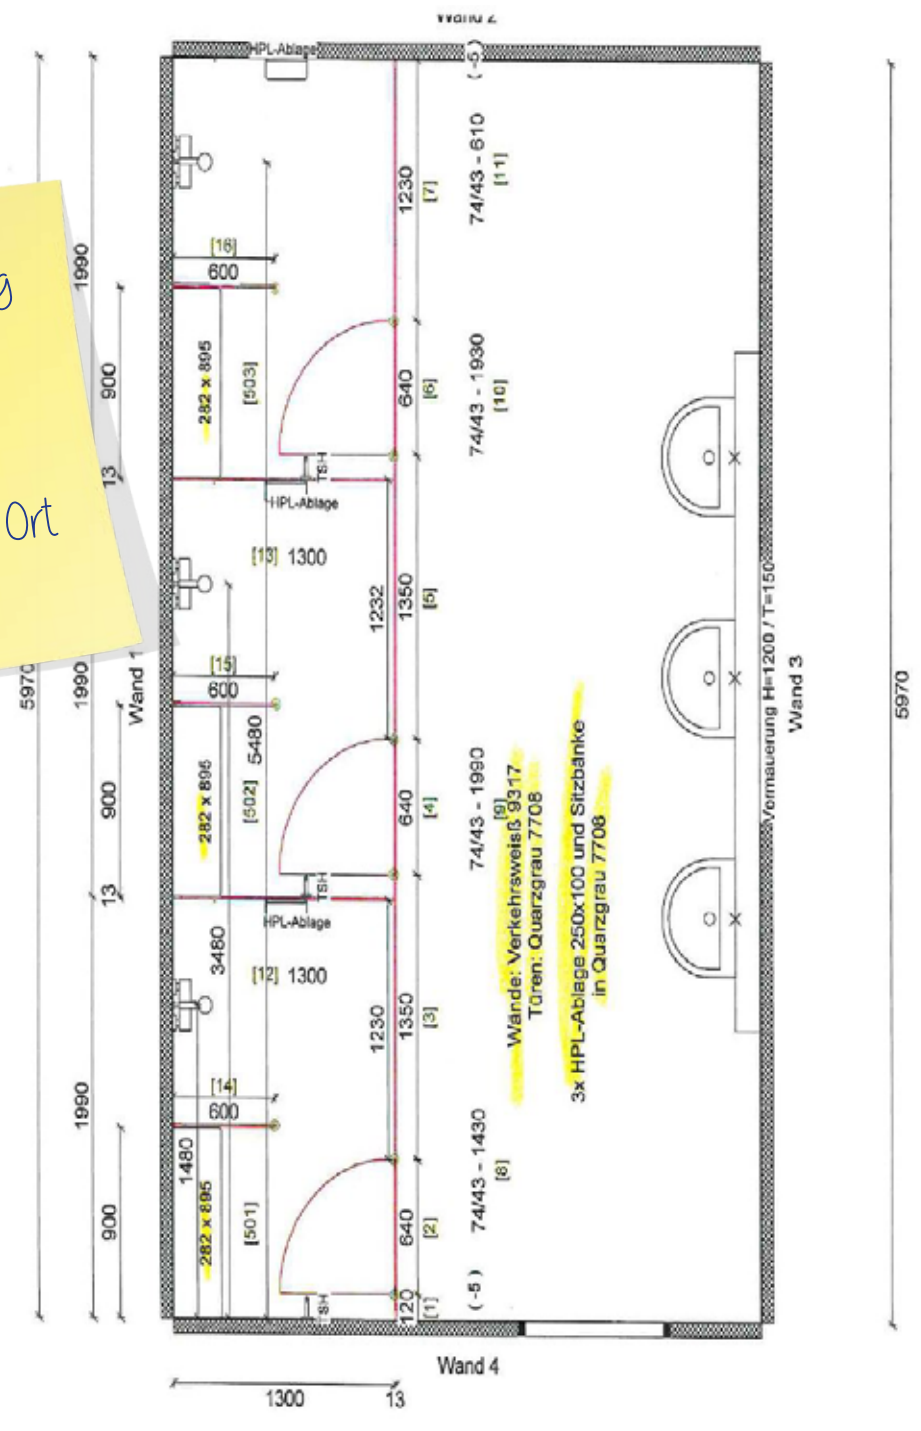 HPL-Ablage
( -5 )
74/43 - 610
[11]
1230
[7]
1990
[16]
600
900
282 x 895
[503]
640
[6]
74/43 - 1930
[10]
13
TSH
HPL-Ablage
[13] 1300
1232
1350
[5]
Ort
5970
1990
Wand 1
[15]
600
5480
900
282 x 895
[502]
640
[4]
74/43 - 1990
[9]
Wände: Verkehrsweisß 9317
Türen: Quarzgrau 7708
3x HPL-Ablage 250x100 und Sitzbänke
in Quarzgrau 7708
Vormauerung H=1200 / T=150
Wand 3
5970
13
TSH
HPL-Ablage
3480
[12] 1300
1230
1350
[3]
1990
[14]
600
1480
900
282 x 895
[501]
640
[2]
74/43 - 1430
[8]
TSH
120
[1]
( -5 )
Wand 4
1300
13